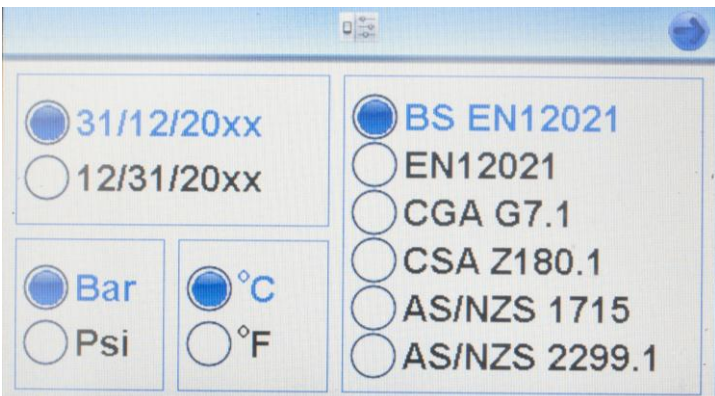 31/12/20xx
12/31/20xx
Bar
Psi
°C
°F
BS EN12021
EN12021
CGA G7.1
CSA Z180.1
AS/NZS 1715
AS/NZS 2299.1